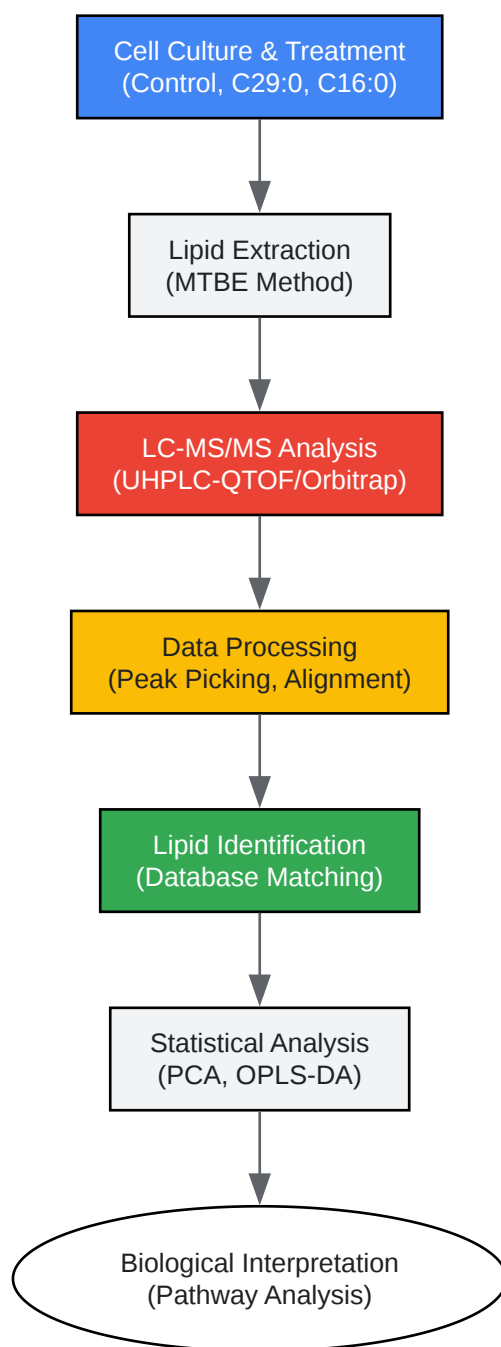 Cell Culture & Treatment
(Control, C29:0, C16:0)
Lipid Extraction
(MTBE Method)
LC-MS/MS Analysis
(UHPLC-QTOF/Orbitrap)
Data Processing
(Peak Picking, Alignment)
Lipid Identification
(Database Matching)
Statistical Analysis
(PCA, OPLS-DA)
Biological Interpretation
(Pathway Analysis)